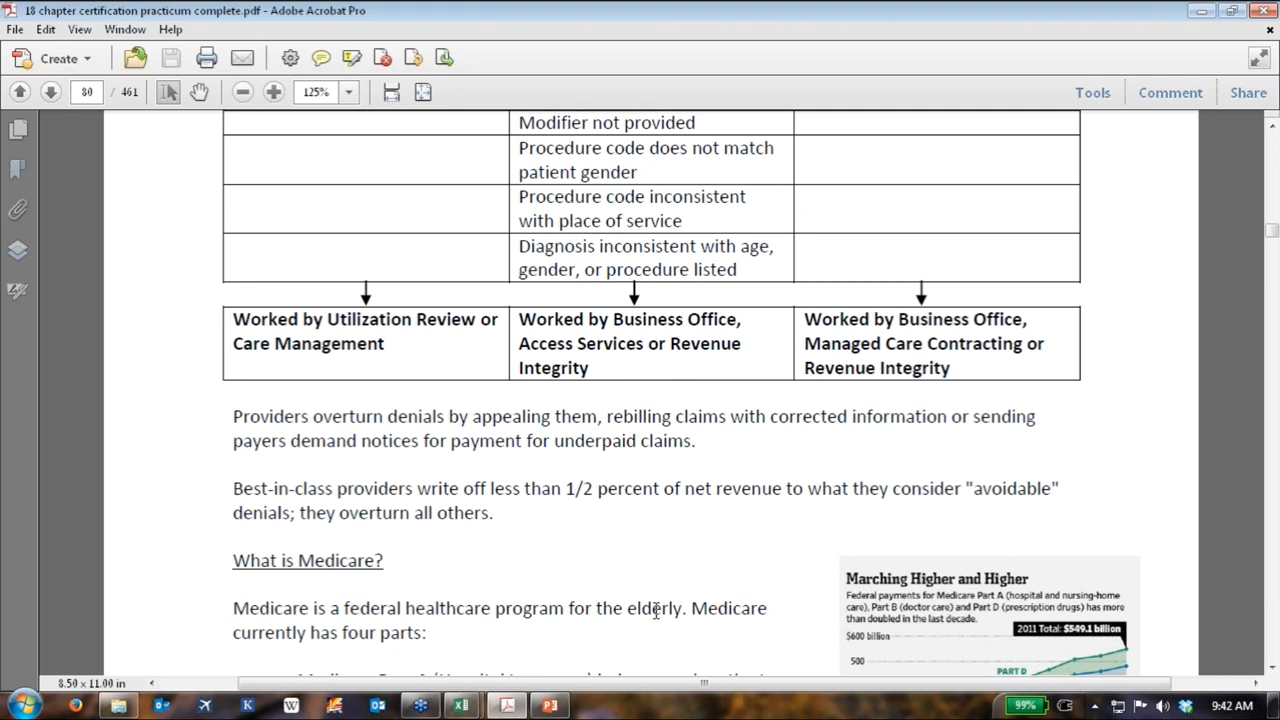 18 chapter certification practicum complete.pdf - Adobe Acrobat Pro
File Edit View Window Help
Create
80 / 461
125%
Tools Comment Share
Modifier not provided
Procedure code does not match
patient gender
Procedure code inconsistent
with place of service
Diagnosis inconsistent with age,
gender, or procedure listed
Worked by Utilization Review or
Care Management
Worked by Business Office,
Access Services or Revenue
Integrity
Worked by Business Office,
Managed Care Contracting or
Revenue Integrity
Providers overturn denials by appealing them, rebilling claims with corrected information or sending
payers demand notices for payment for underpaid claims.
Best-in-class providers write off less than 1/2 percent of net revenue to what they consider "avoidable"
denials; they overturn all others.
What is Medicare?
Medicare is a federal healthcare program for the elderly. Medicare
currently has four parts:
Marching Higher and Higher
Federal payments for Medicare Part A (hospital and nursing-home
care), Part B (doctor care) and Part D (prescription drugs) has more
than doubled in the last decade.
2011 Total: $549.1 billion
$600 billion
500
PART D
8.50 x 11.00 in
99%
9:42 AM